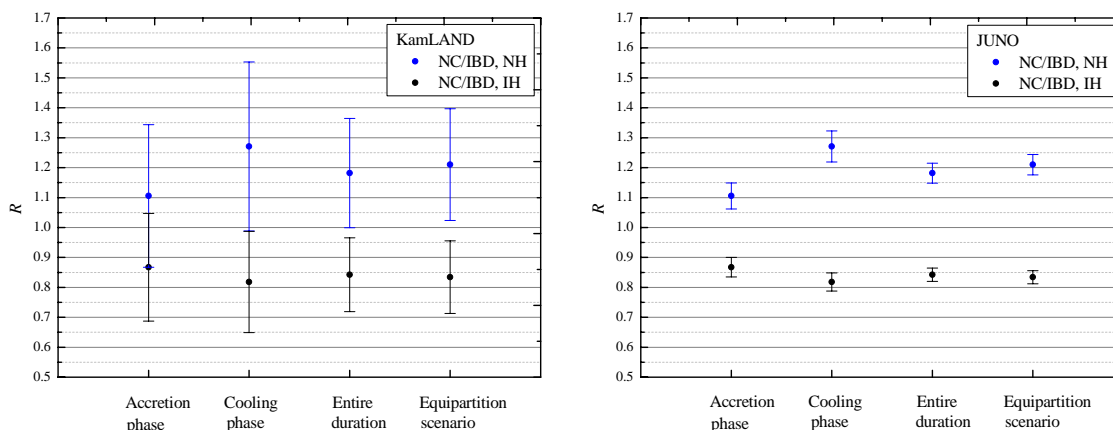 1.7
1.6
1.5
1.4
1.3
1.2
1.1
1.0
0.9
0.8
0.7
0.6
0.5
R
KamLAND
NC/IBD, NH
NC/IBD, IH
Accretion
phase
Cooling
phase
Entire
duration
Equipartition
scenario
1.7
1.6
1.5
1.4
1.3
1.2
1.1
1.0
0.9
0.8
0.7
0.6
0.5
R
JUNO
NC/IBD, NH
NC/IBD, IH
Accretion
phase
Cooling
phase
Entire
duration
Equipartition
scenario